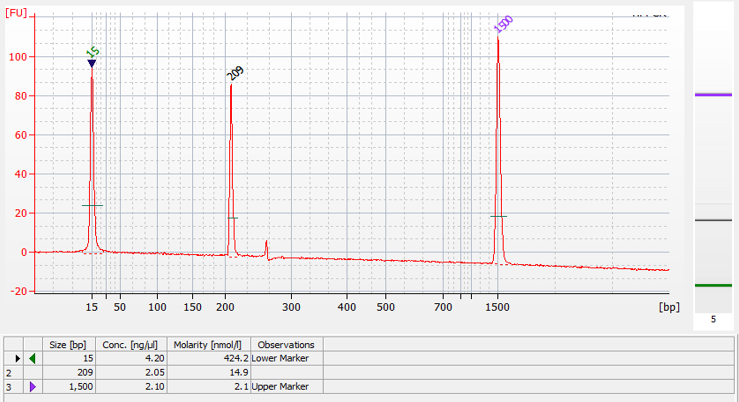 [FU]
15
209
1500
100
80
60
40
20
0
-20
15 50 100 150 200 300 400 500 700 1500 [bp]
5
Size [bp] Conc. [ng/µl] Molarity [nmol/l] Observations
15 4.20 424.2 Lower Marker
2 209 2.05 14.9
3 1,500 2.10 2.1 Upper Marker